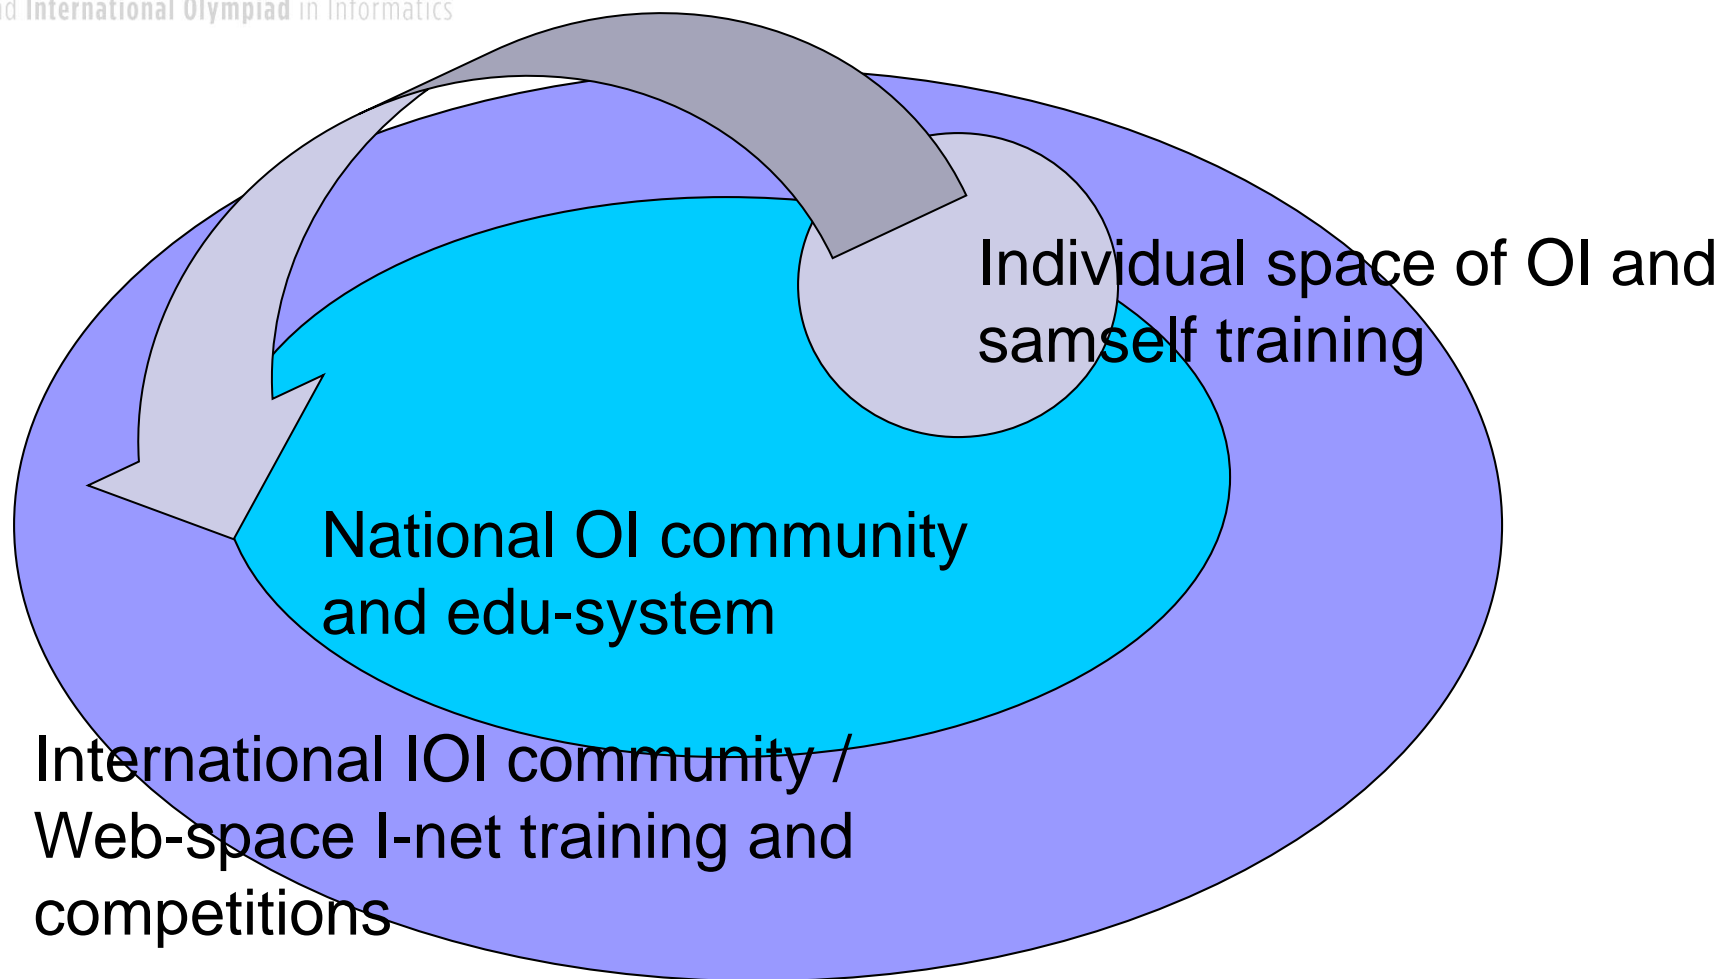 International Olympiad in Informatics
Individual space of OI and
samself training
National OI community
and edu-system
International IOI community /
Web-space I-net training and
competitions